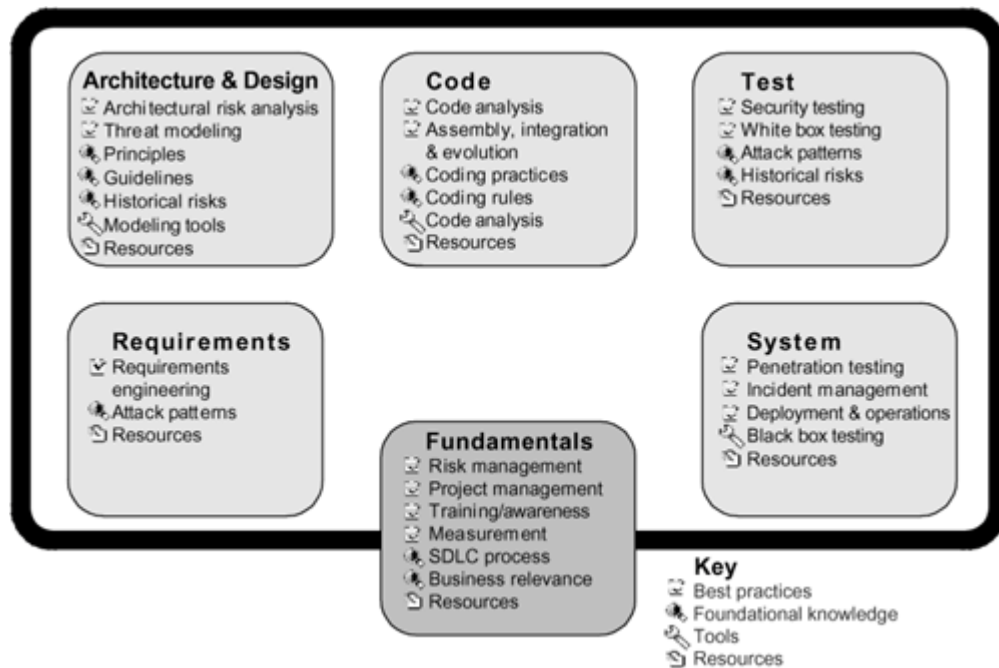 Architecture & Design
Architectural risk analysis
Threat modeling
Principles
Guidelines
Historical risks
Modeling tools
Resources
Code
Code analysis
Assembly, integration
& evolution
Coding practices
Coding rules
Code analysis
Resources
Test
Security testing
White box testing
Attack patterns
Historical risks
Resources
Requirements
Requirements
engineering
Attack patterns
Resources
Fundamentals
Risk management
Project management
Training/awareness
Measurement
SDLC process
Business relevance
Resources
System
Penetration testing
Incident management
Deployment & operations
Black box testing
Resources
Key
Best practices
Foundational knowledge
Tools
Resources